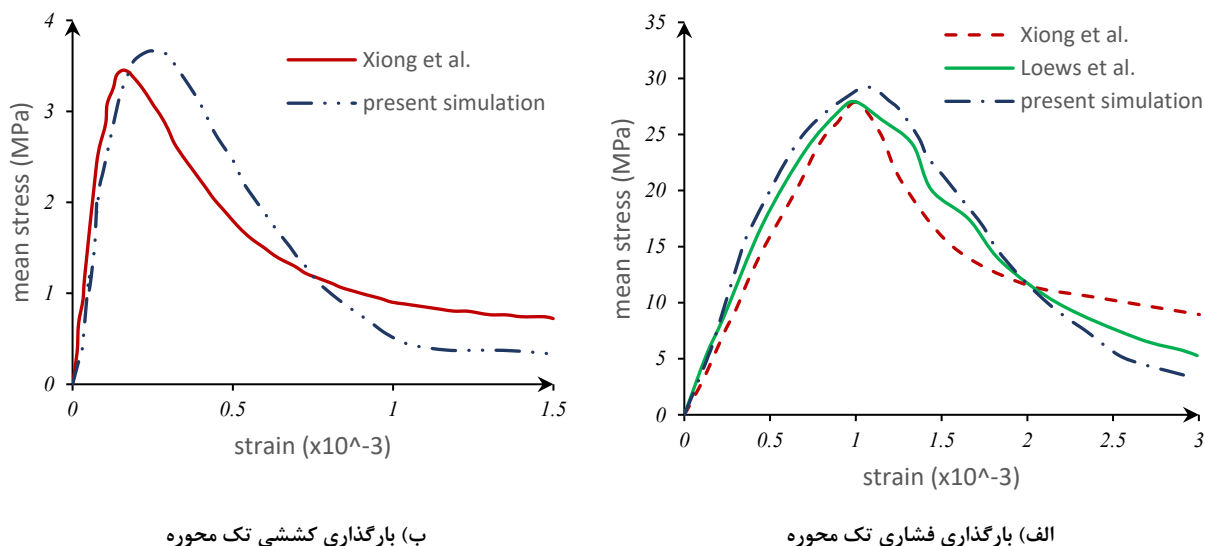 4
3
2
1
0
mean stress (MPa)
Xiong et al.
present simulation
0
0.5
1
1.5
strain (x10^-3)
ب) بارگذاری کششی تک محوره
35
30
25
20
15
10
5
0
mean stress (MPa)
Xiong et al.
Loews et al.
present simulation
0
0.5
1
1.5
2
2.5
3
strain (x10^-3)
الف) بارگذاری فشاری تک محوره